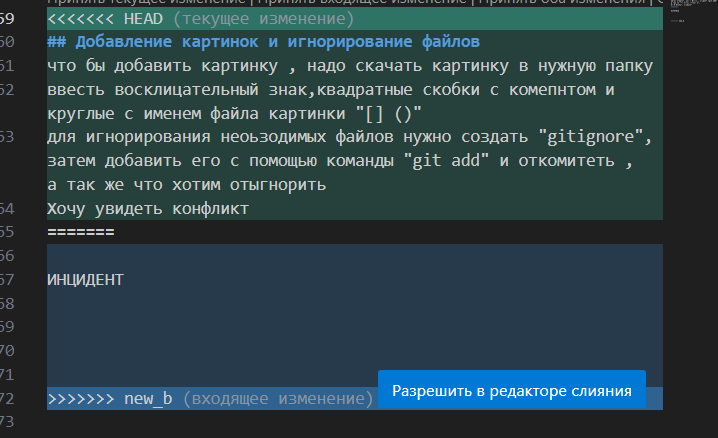 Принять текущее изменение | Принять входящее изменение | Принять оба изменения |
59 <<<<<<< HEAD (текущее изменение)
60 ## Добавление картинок и игнорирование файлов
61 что бы добавить картинку , надо скачать картинку в нужную папку
62 ввесть восклицательный знак,квадратные скобки с комепнтом и
круглые с именем файла картинки "[] ()"
63 для игнорирования неоьзодимых файлов нужно создать "gitignore",
затем добавить его с помощью команды "git add" и откомитеть ,
а так же что хотим отыгнорить
64 Хочу увидеть конфликт
65 =======
66
67 ИНЦИДЕНТ
68
69
70
71
Разрешить в редакторе слияния
72 >>>>>>> new_b (входящее изменение)
73